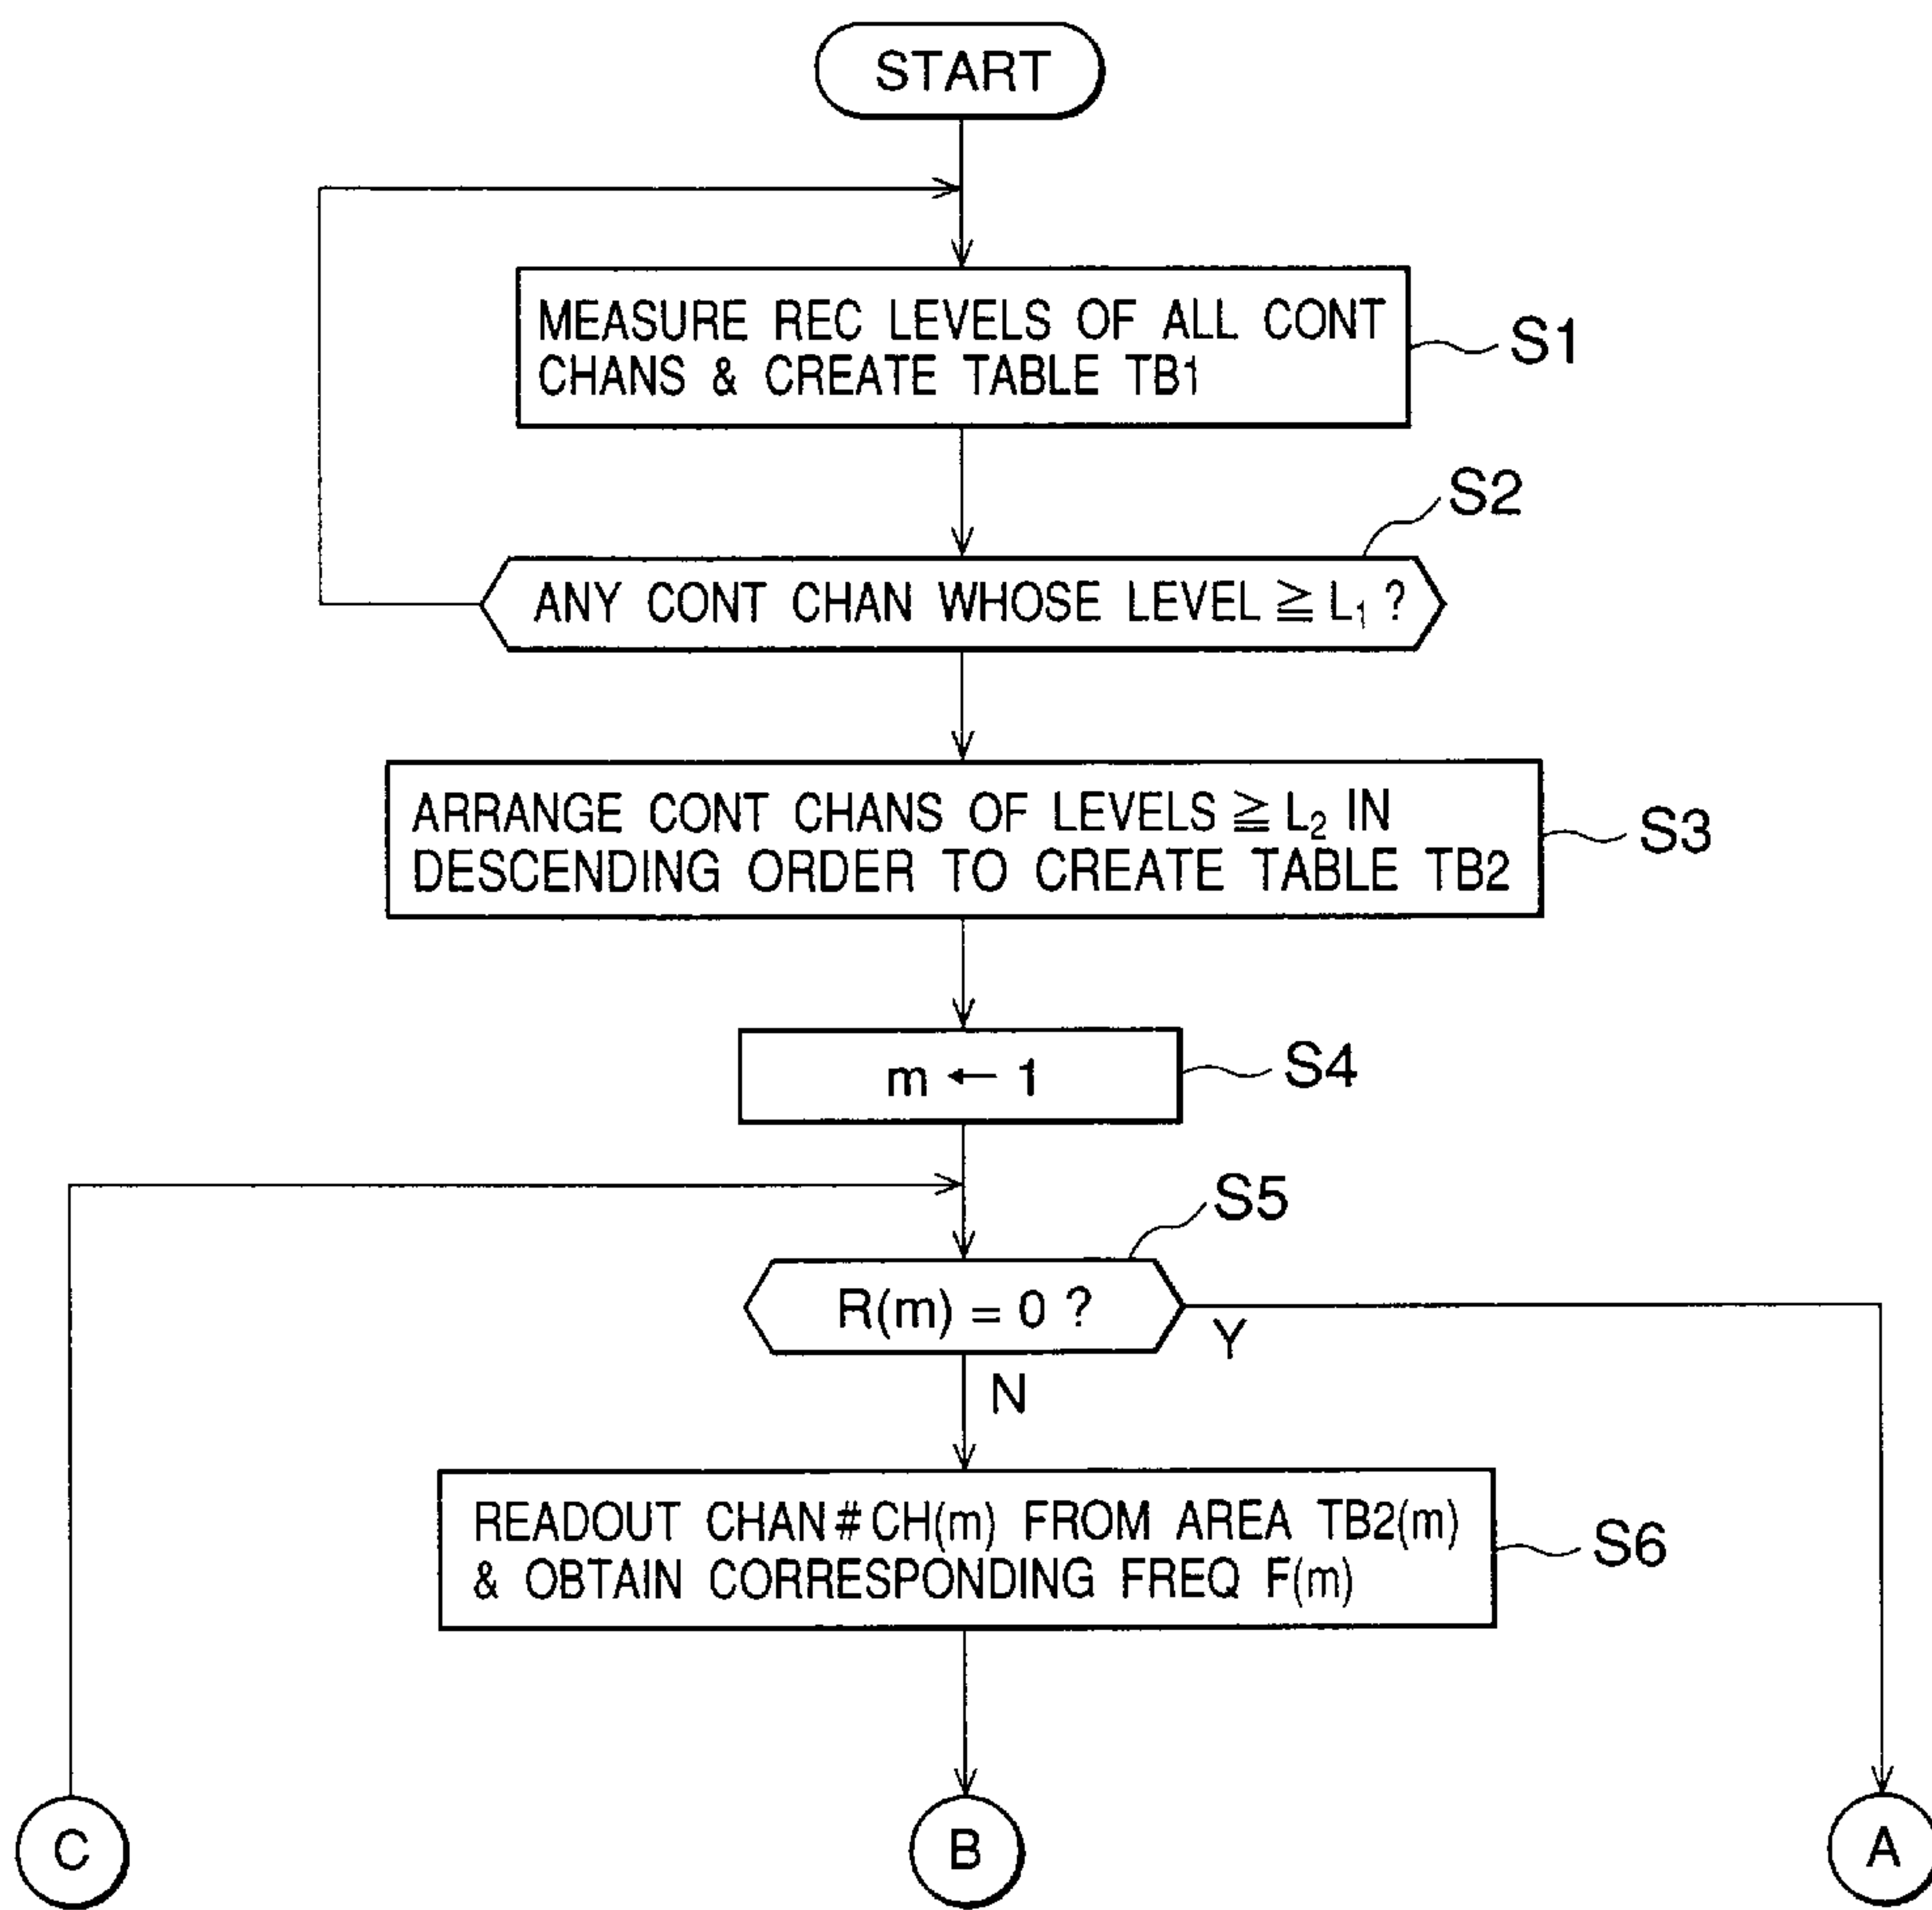 START
MEASURE REC LEVELS OF ALL CONT
CHANS & CREATE TABLE TB1
S1
S2
ANY CONT CHAN WHOSE LEVEL ≧ L₁ ?
ARRANGE CONT CHANS OF LEVELS ≧ L₂ IN
DESCENDING ORDER TO CREATE TABLE TB2
S3
m ← 1
S4
S5
R(m) = 0 ?
Y
N
READOUT CHAN # CH(m) FROM AREA TB2(m)
& OBTAIN CORRESPONDING FREQ F(m)
S6
C
B
A